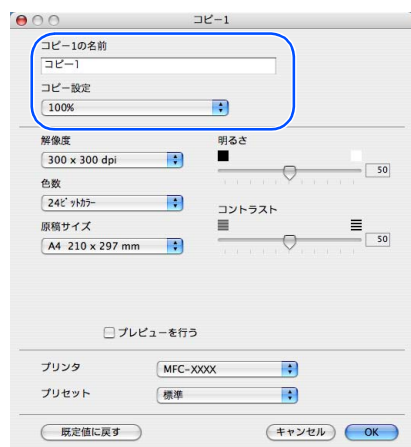 コピー1
コピー1の名前
コピー1
コピー設定
100%
解像度
300 x 300 dpi
色数
24ビットカラー
原稿サイズ
A4 210 x 297 mm
明るさ
50
コントラスト
50
プレビューを行う
プリンタ
MFC-XXXX
プリセット
標準
既定値に戻す
キャンセル
OK